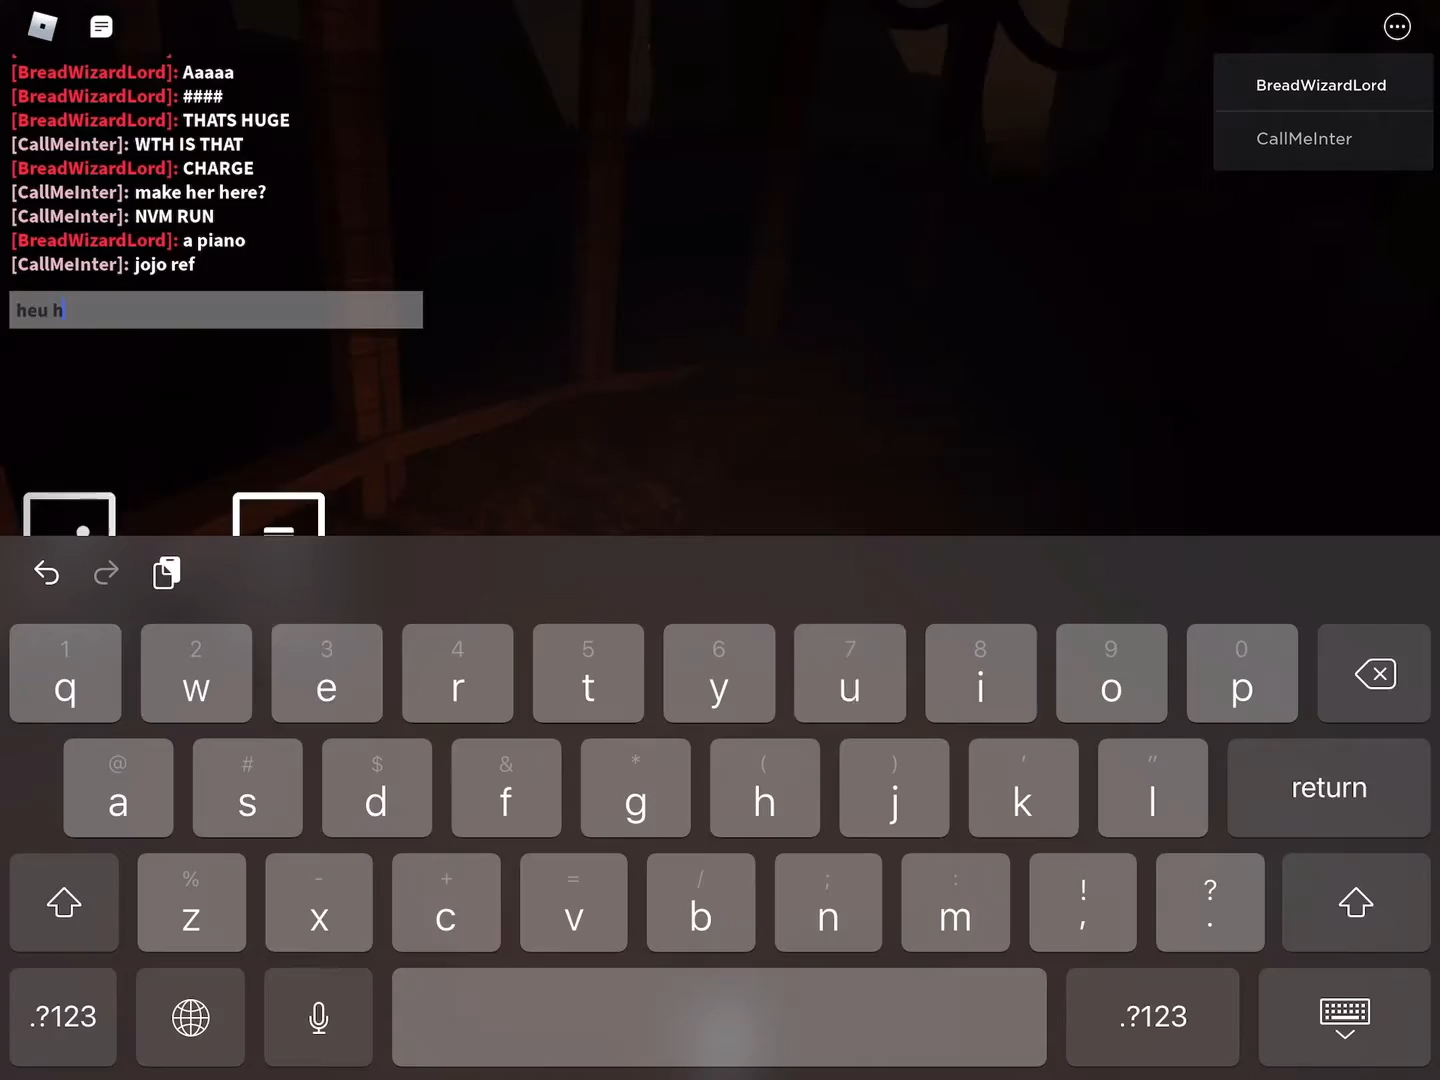 [BreadWizardLord]: Aaaaa
[BreadWizardLord]: ####
[BreadWizardLord]: THATS HUGE
[CallMeInter]: WTH IS THAT
[BreadWizardLord]: CHARGE
[CallMeInter]: make her here?
[CallMeInter]: NVM RUN
[BreadWizardLord]: a piano
[CallMeInter]: jojo ref
heu h
BreadWizardLord
CallMeInter
1 2 3 4 5 6 7 8 9 0
q w e r t y u i o p
@ # $ & * ( ) ' "
a s d f g h j k l return
% - + = / ; : ! ?
z x c v b n m , .
.?123 .?123